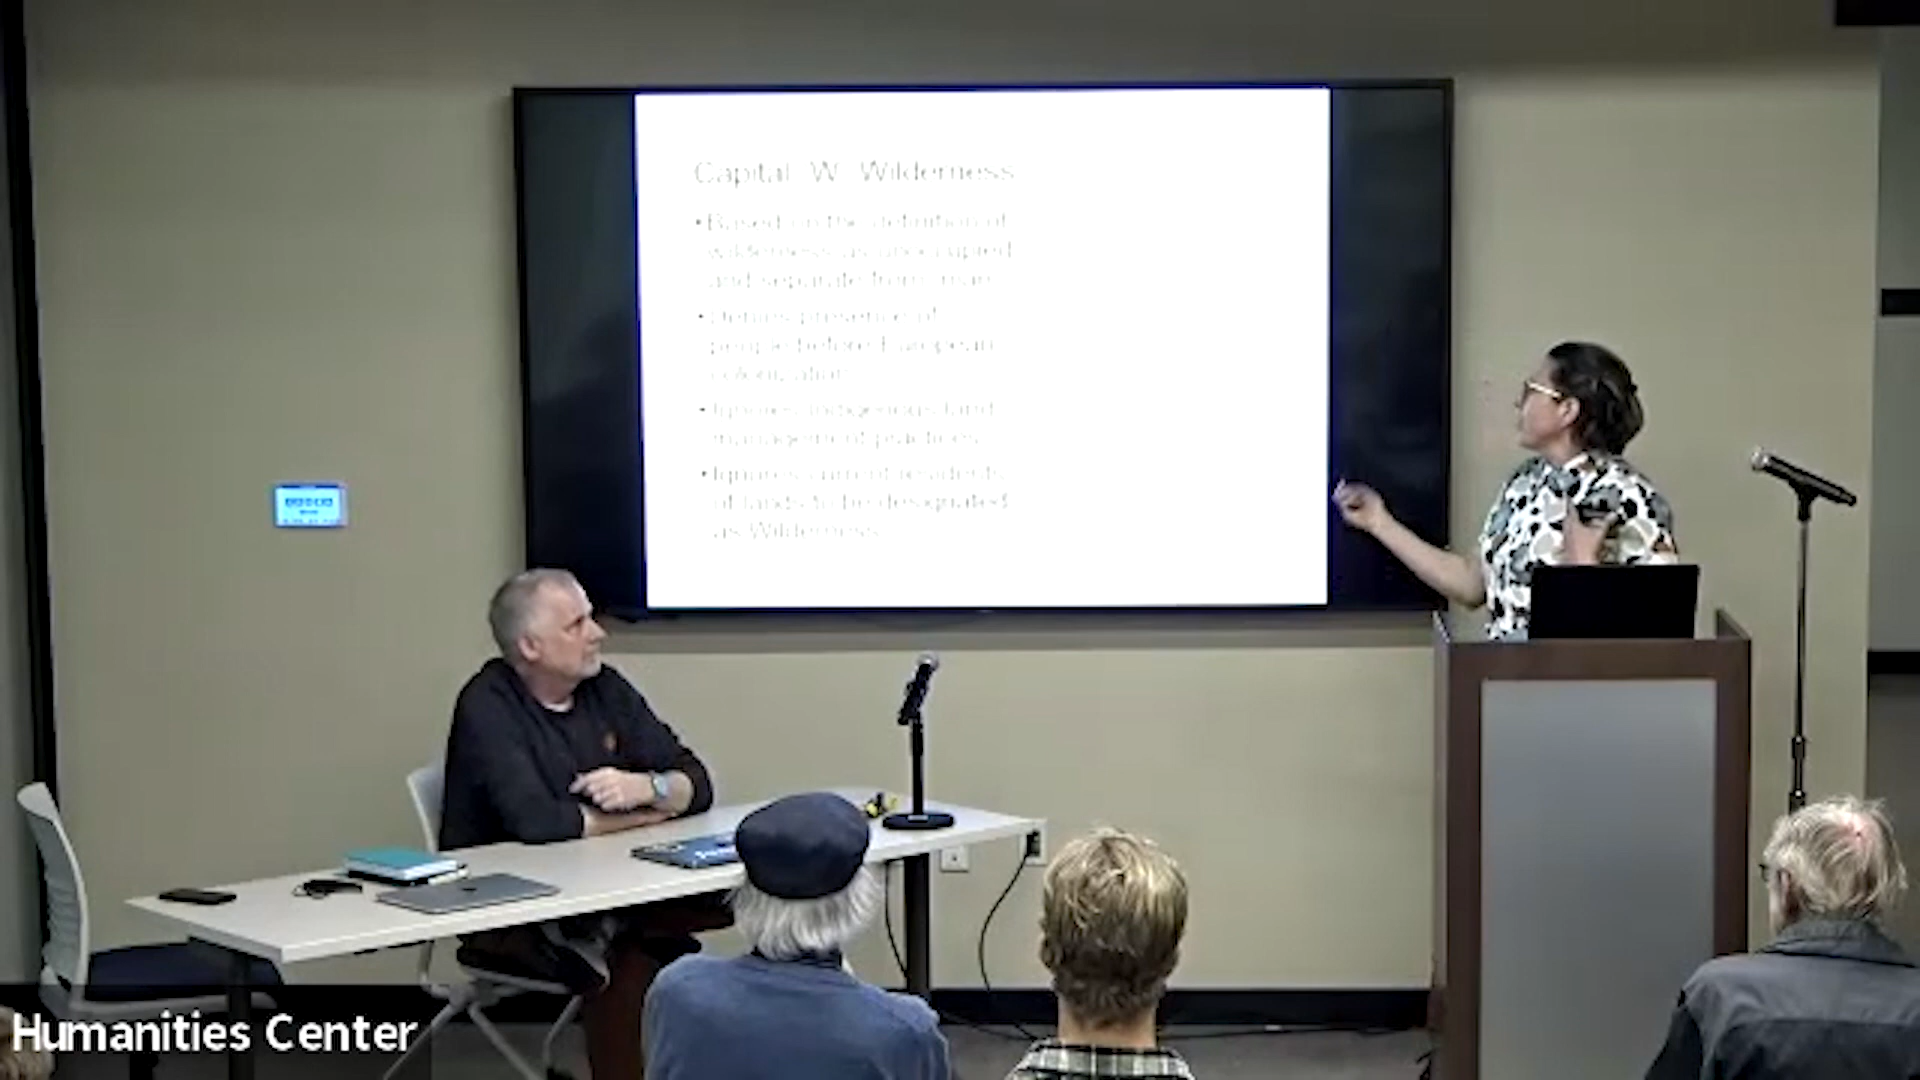 Capital "W" Wilderness
•Based on the definition of
wilderness as unoccupied
and separate from man
•Denies presence of
people before European
colonization
•Ignores indigenous land
management practices
•Ignores current residents
of lands to be designated
as Wilderness
Humanities Center